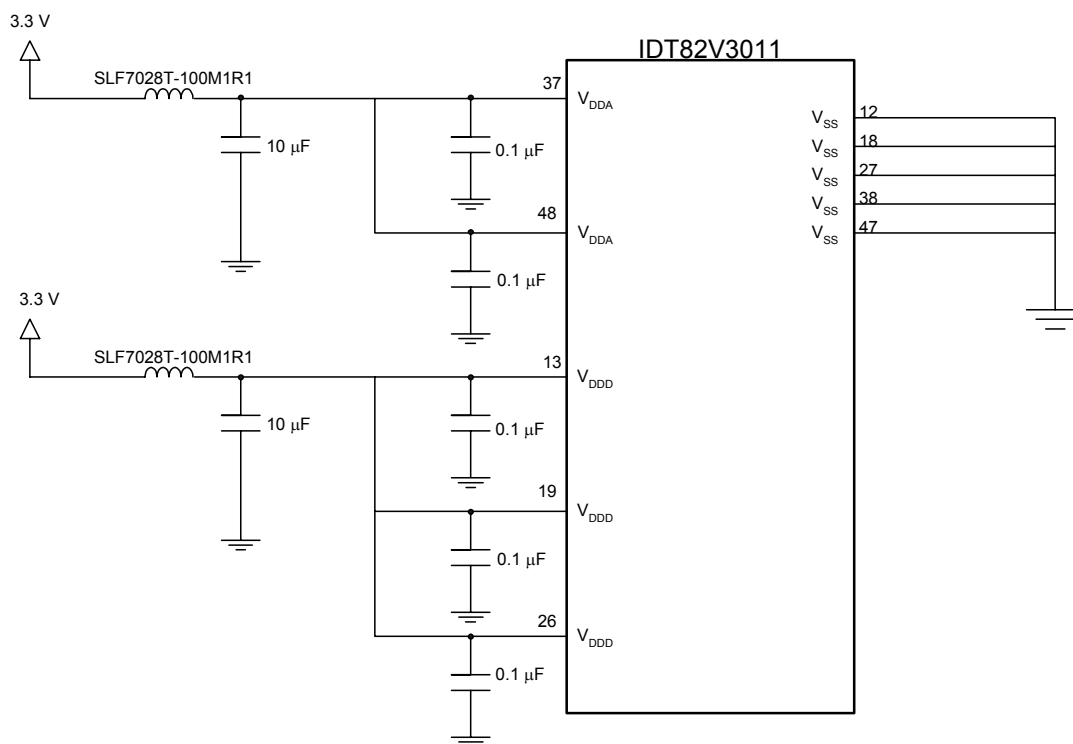 3.3 V
IDT82V3011
SLF7028T-100M1R1
37
VDDA
10 μF
0.1 μF
48
VDDA
0.1 μF
VSS 12
VSS 18
VSS 27
VSS 38
VSS 47
3.3 V
SLF7028T-100M1R1
13
VDDD
10 μF
0.1 μF
19
VDDD
0.1 μF
26
VDDD
0.1 μF